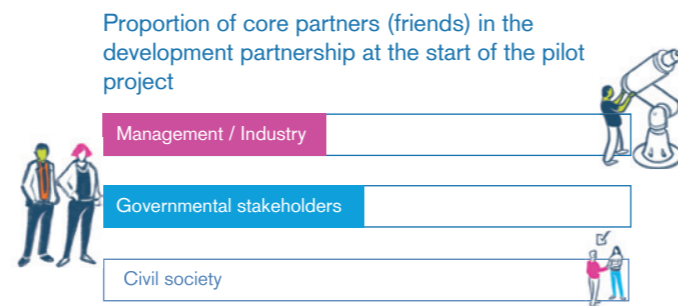 Proportion of core partners (friends) in the
development partnership at the start of the pilot
project
Management / Industry
Governmental stakeholders
Civil society